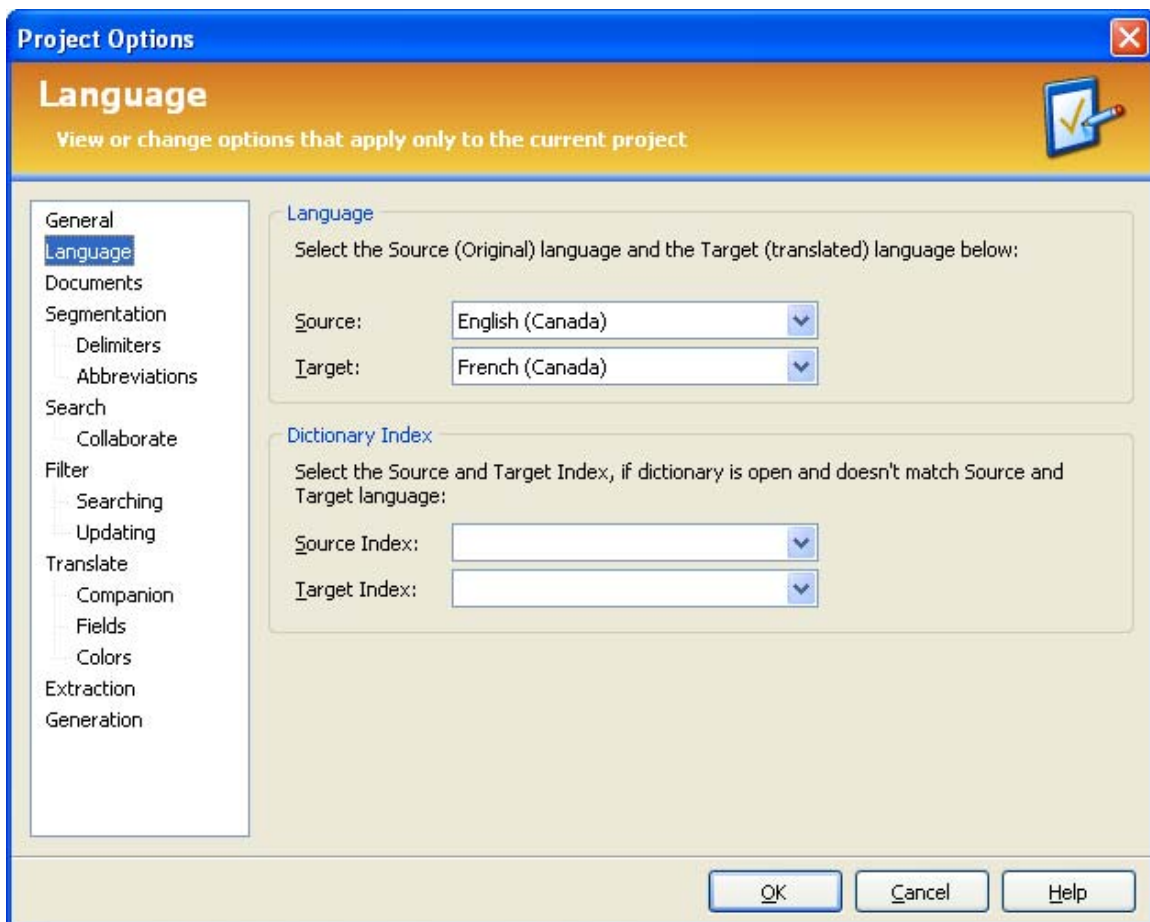 Project Options
Language
View or change options that apply only to the current project
General
Language
Documents
Segmentation
Delimiters
Abbreviations
Search
Collaborate
Filter
Searching
Updating
Translate
Companion
Fields
Colors
Extraction
Generation
Language
Select the Source (Original) language and the Target (translated) language below:
Source: English (Canada)
Target: French (Canada)
Dictionary Index
Select the Source and Target Index, if dictionary is open and doesn't match Source and
Target language:
Source Index:
Target Index:
OK Cancel Help